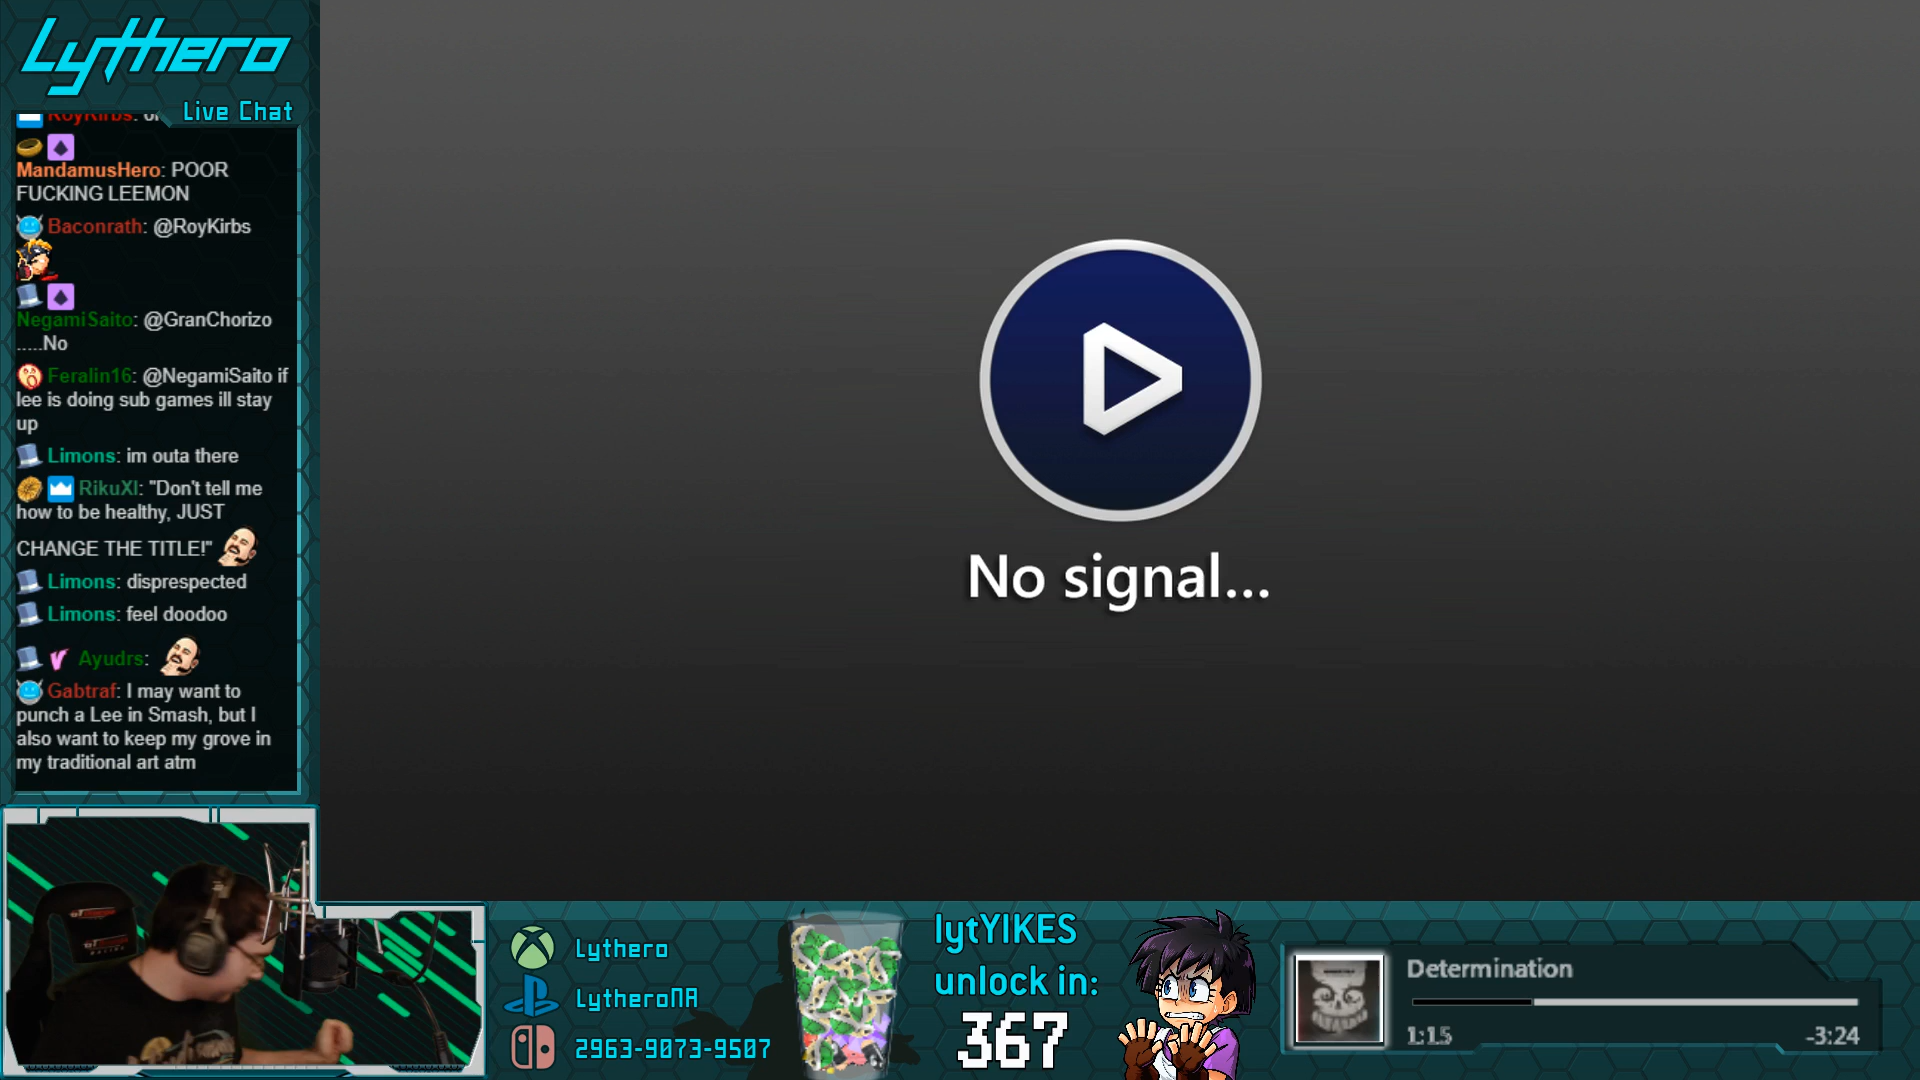 Lythero
Live Chat
RoyKirbs:
MandamusHero: POOR
FUCKING LEEMON
Baconrath: @RoyKirbs
NegamiSaito: @GranChorizo
.....No
Feralin16: @NegamiSaito if
lee is doing sub games ill stay
up
Limons: im outa there
RikuXI: "Don't tell me
how to be healthy, JUST
CHANGE THE TITLE!"
Limons: disprespected
Limons: feel doodoo
Ayudrs:
Gabtraf: I may want to
punch a Lee in Smash, but I
also want to keep my grove in
my traditional art atm
No signal...
Lythero
LytheroNA
2963-9073-9507
lytYIKES
unlock in:
367
Determination
1:15
-3:24